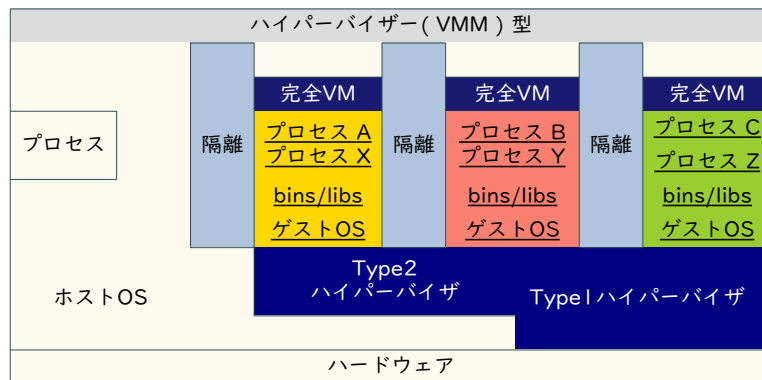 ハイパーバイザー( VMM ) 型
完全VM
完全VM
完全VM
プロセス
隔離
プロセス A
プロセス X
bins/libs
ゲストOS
隔離
プロセス B
プロセス Y
bins/libs
ゲストOS
隔離
プロセス C
プロセス Z
bins/libs
ゲストOS
Type2
ハイパーバイザ
Type1ハイパーバイザ
ホストOS
ハードウェア